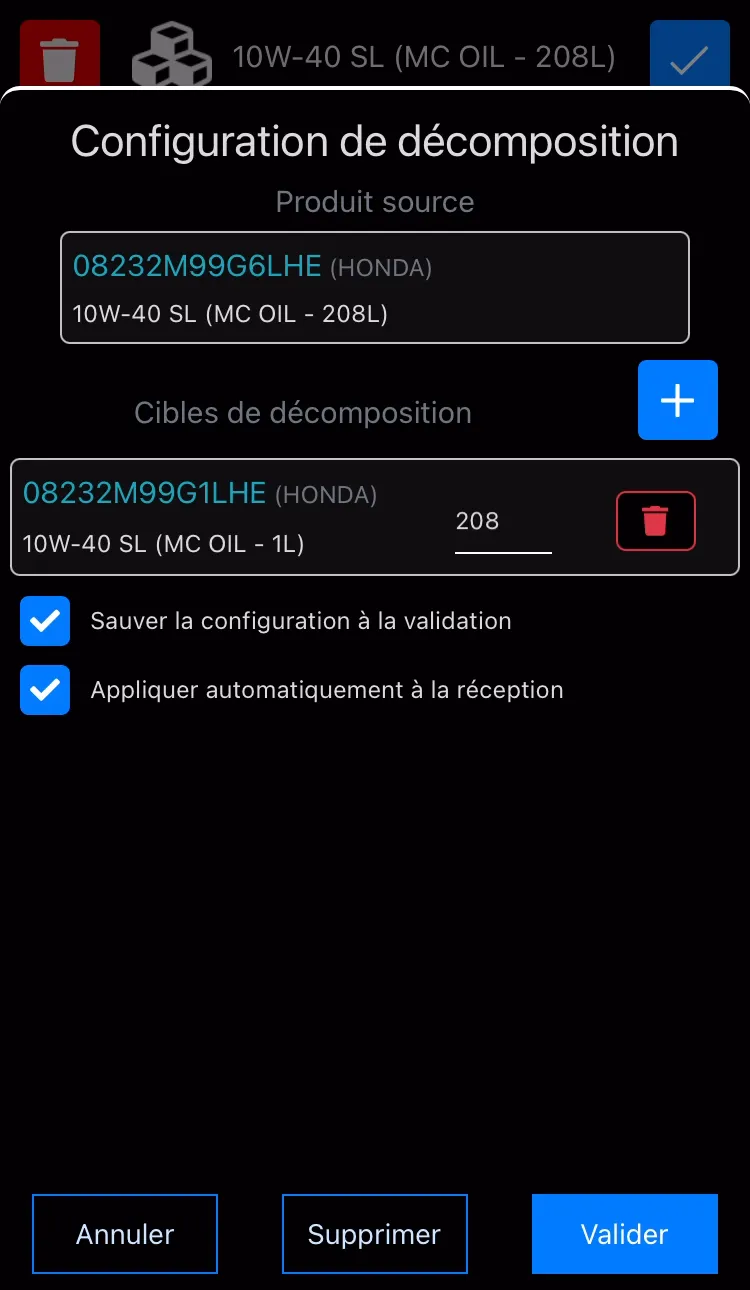 10W-40 SL (MC OIL - 208L)
Configuration de décomposition
Produit source
08232M99G6LHE (HONDA)
10W-40 SL (MC OIL - 208L)
Cibles de décomposition
08232M99G1LHE (HONDA)
10W-40 SL (MC OIL - 1L)
208
Sauver la configuration à la validation
Appliquer automatiquement à la réception
Annuler
Supprimer
Valider